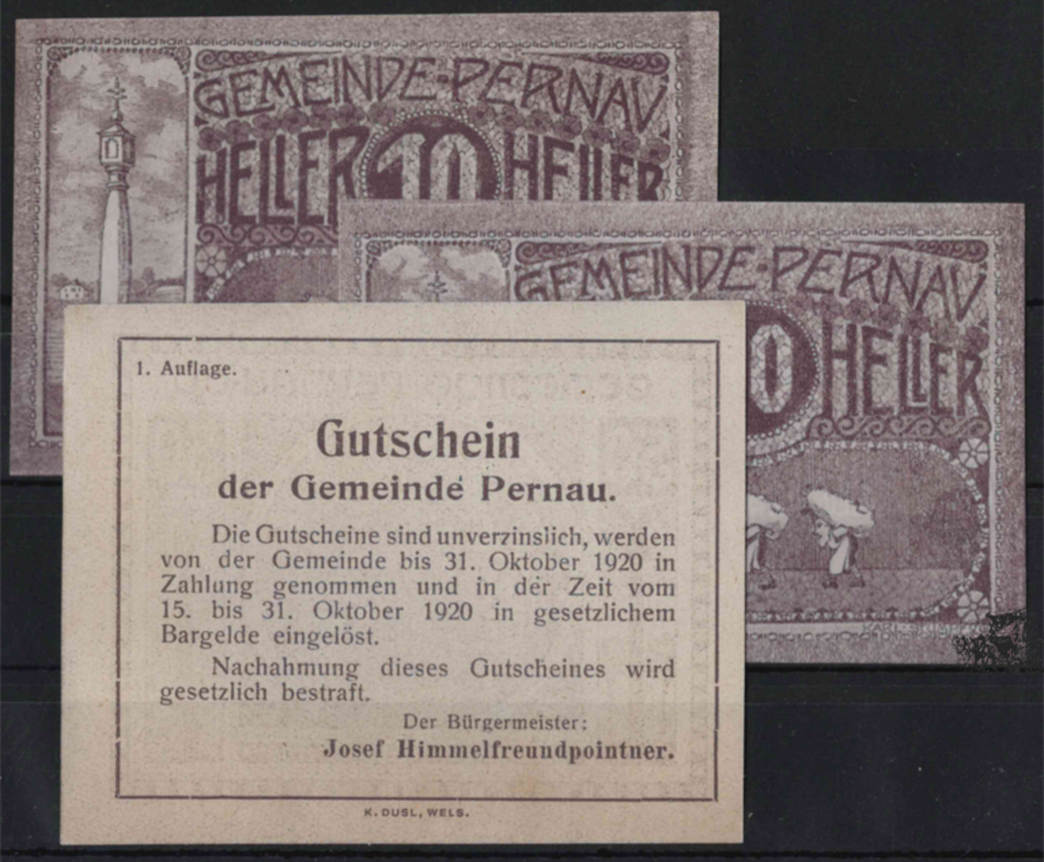 GEMEINDE-PERNAU
HELLER 10 HELLER
GEMEINDE-PERNAU
0 HELLER
1. Auflage.
Gutschein
der Gemeinde Pernau.
Die Gutscheine sind unverzinslich, werden
von der Gemeinde bis 31. Oktober 1920 in
Zahlung genommen und in der Zeit vom
15. bis 31. Oktober 1920 in gesetzlichem
Bargelde eingelöst.
Nachahmung dieses Gutscheines wird
gesetzlich bestraft.
Der Bürgermeister:
Josef Himmelfreundpointner.
K. DUSL, WELS.